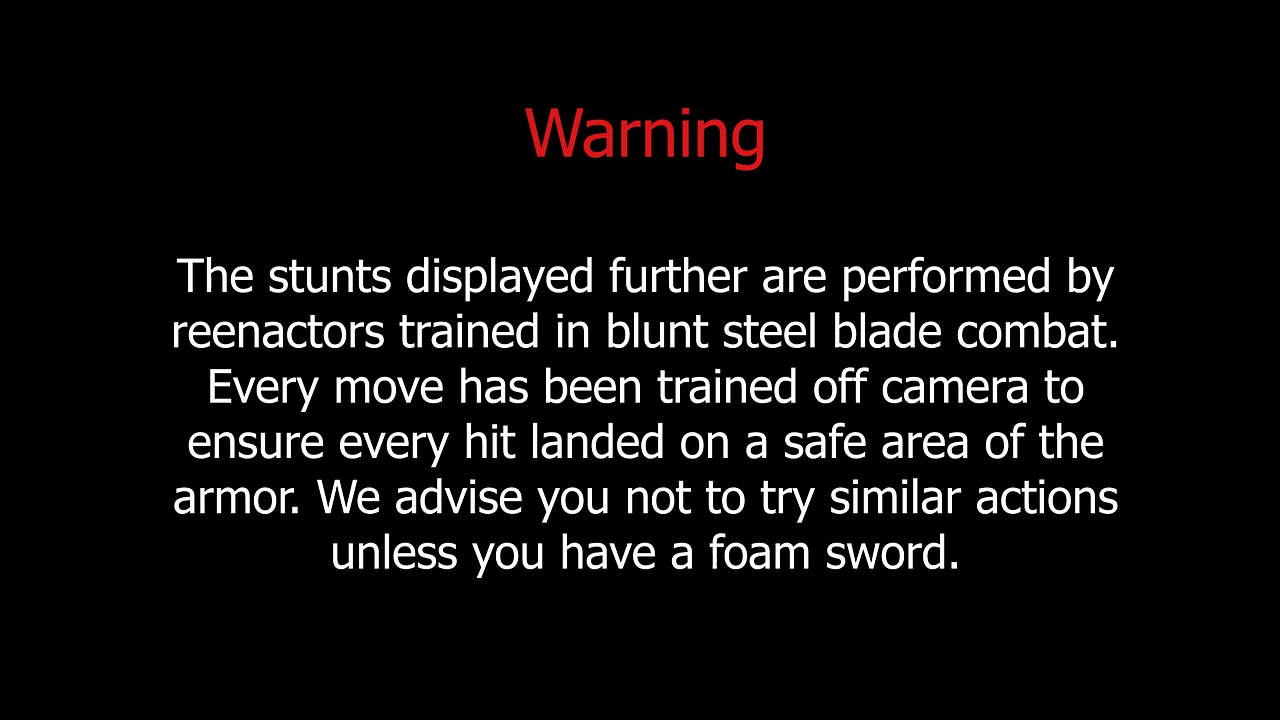 Warning
The stunts displayed further are performed by
reenactors trained in blunt steel blade combat.
Every move has been trained off camera to
ensure every hit landed on a safe area of the
armor. We advise you not to try similar actions
unless you have a foam sword.